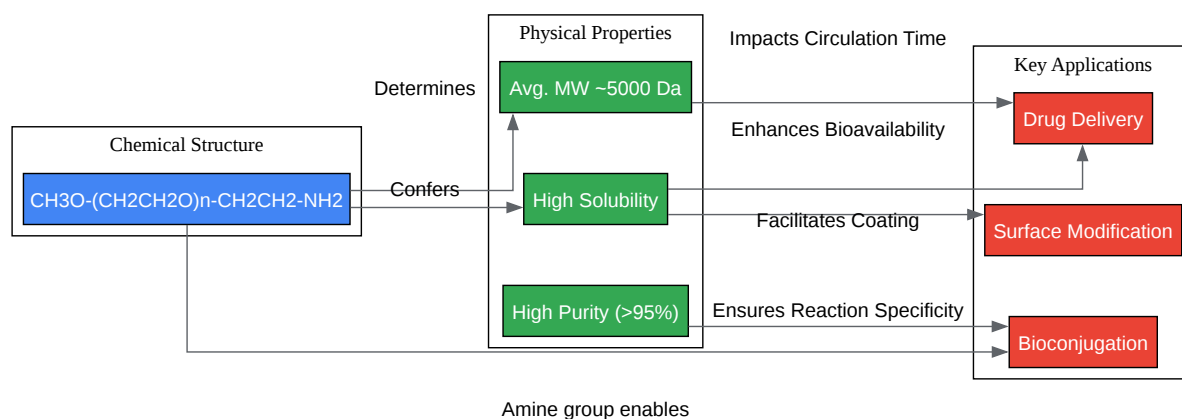 Physical Properties
Impacts Circulation Time
Key Applications
Determines
Avg. MW ~5000 Da
Drug Delivery
Enhances Bioavailability
Chemical Structure
CH3O-(CH2CH2O)n-CH2CH2-NH2
Confers
High Solubility
Facilitates Coating
Surface Modification
High Purity (>95%)
Ensures Reaction Specificity
Bioconjugation
Amine group enables